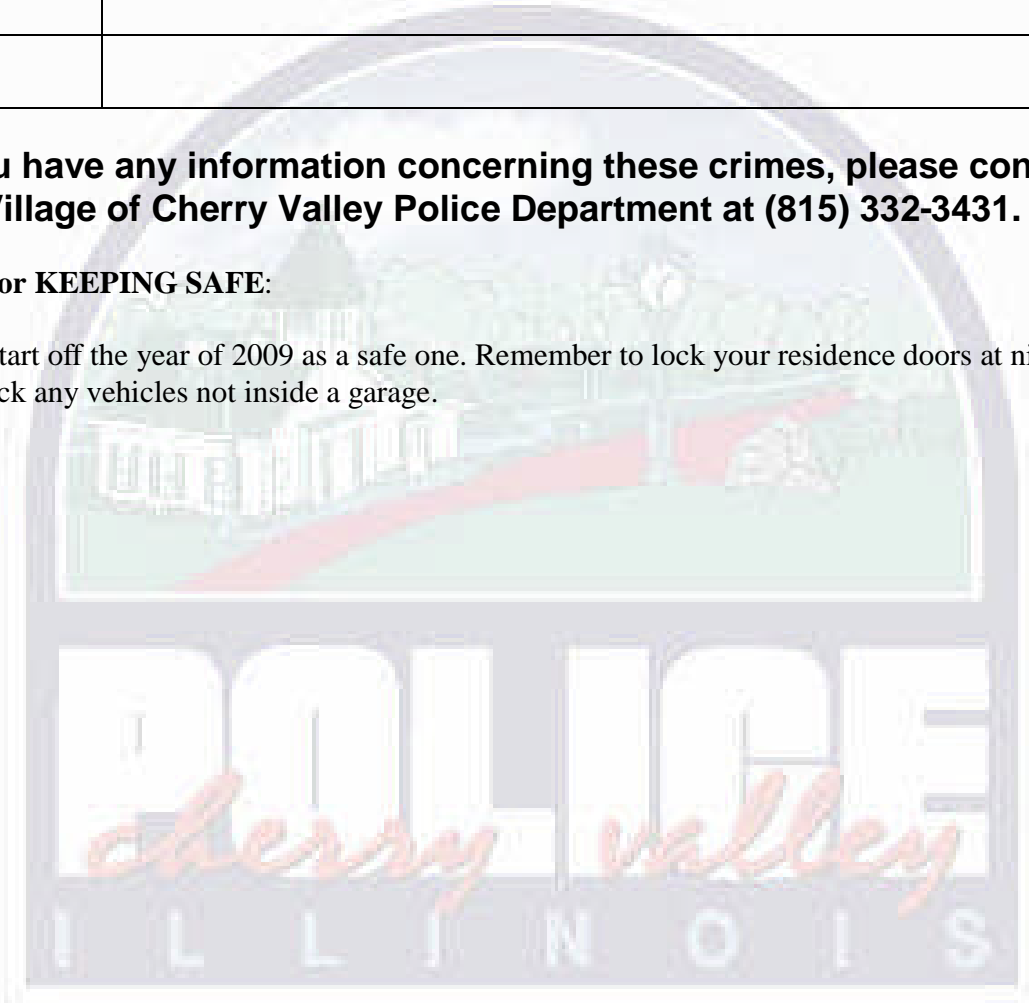 u have any information concerning these crimes, please con
Village of Cherry Valley Police Department at (815) 332-3431.
or KEEPING SAFE:
tart off the year of 2009 as a safe one. Remember to lock your residence doors at ni
ck any vehicles not inside a garage.
POLICE
cherry valley
ILLINOIS